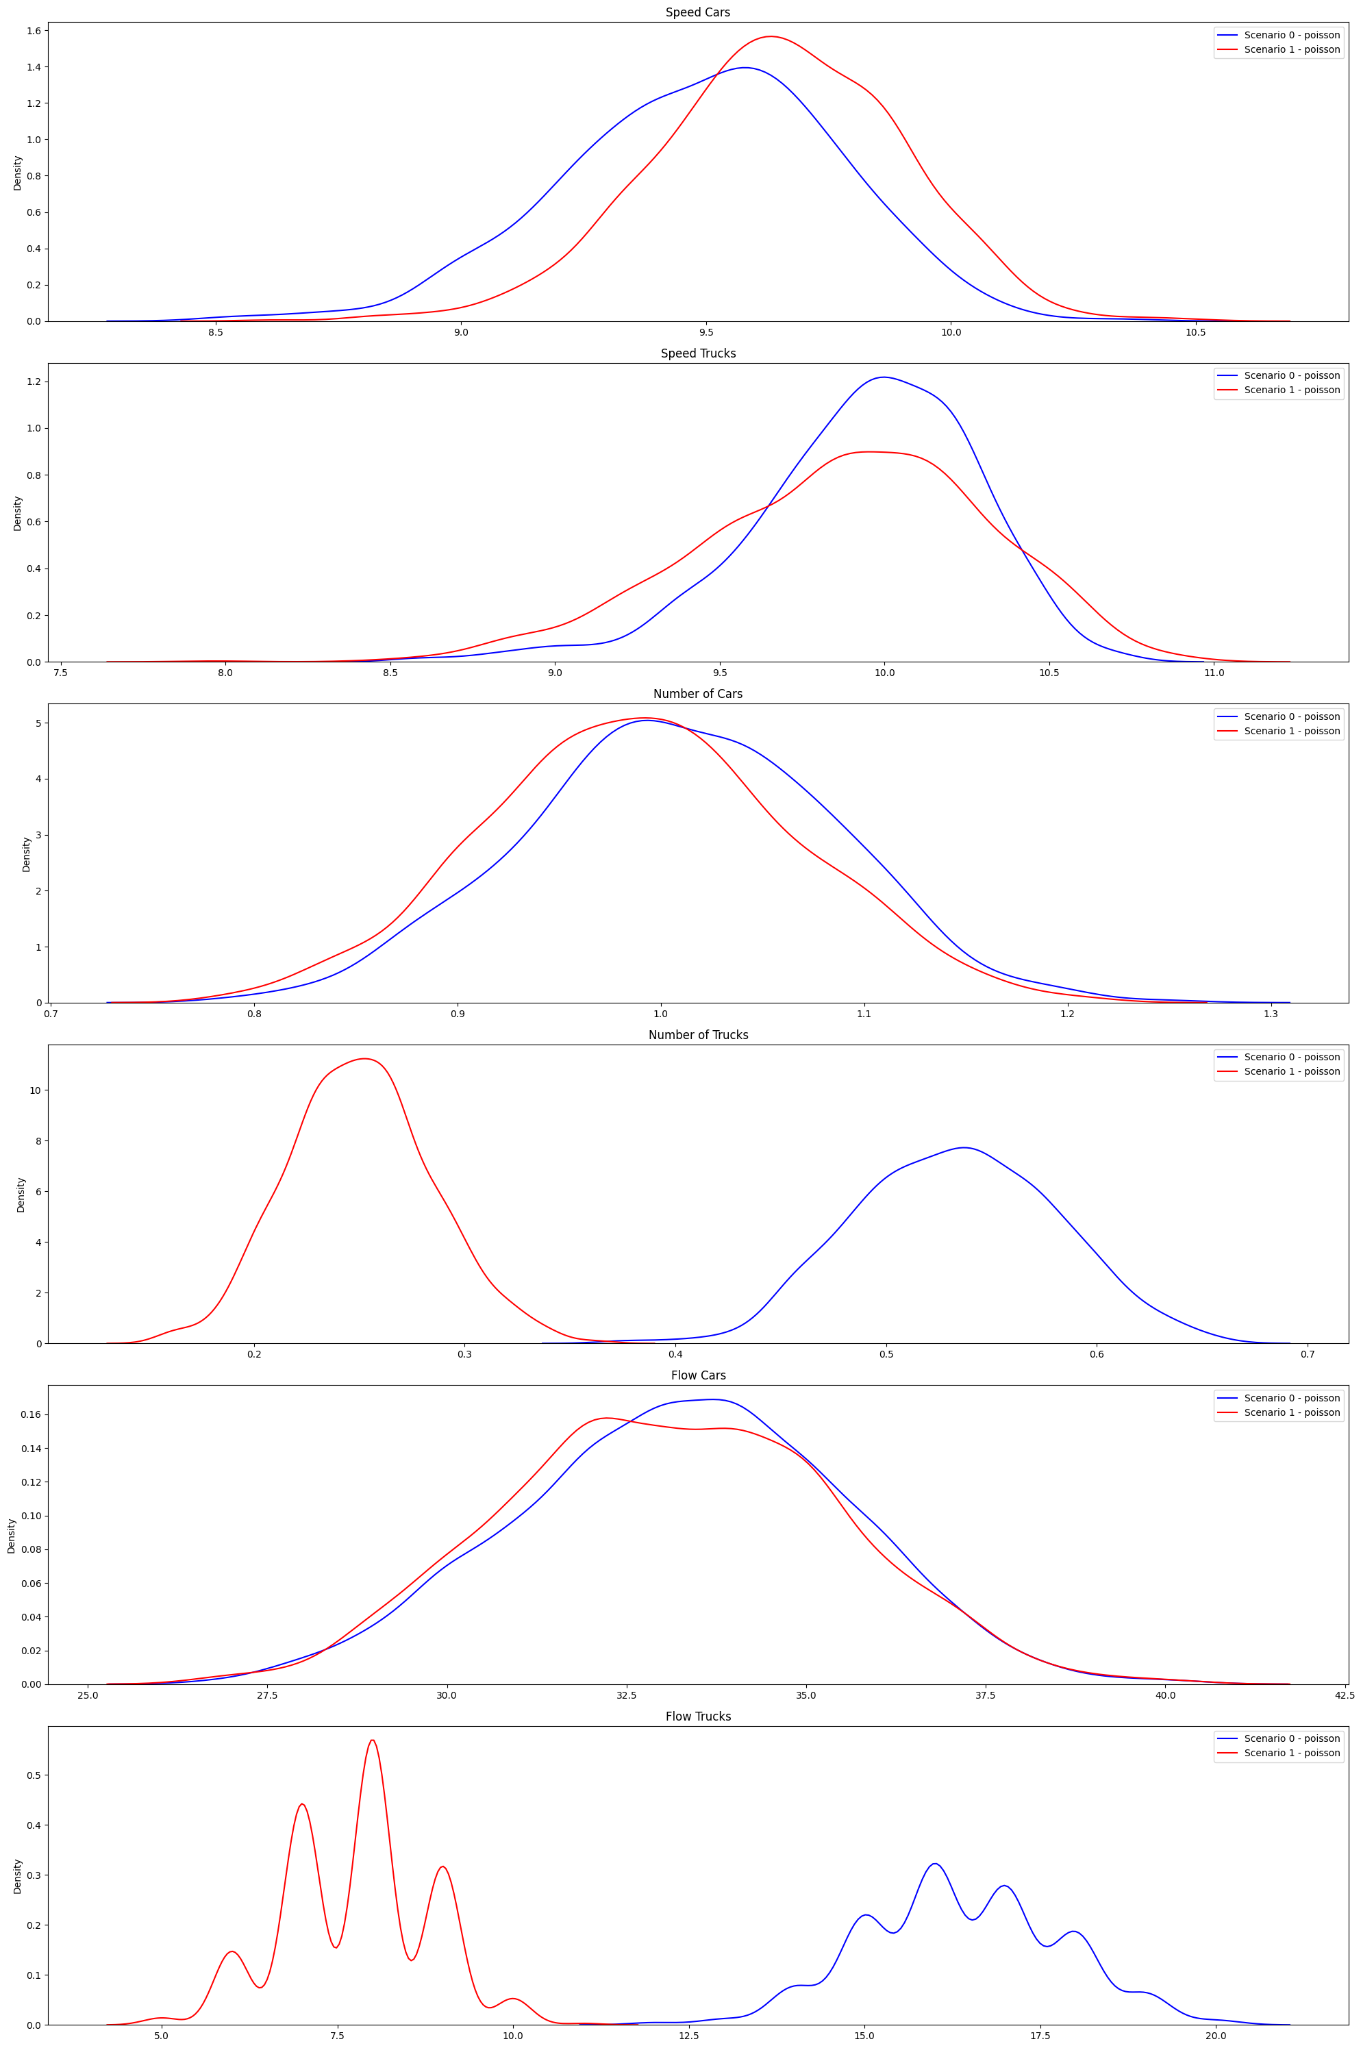 Speed Cars
Scenario 0 - poisson
Scenario 1 - poisson
Density
1.6
1.4
1.2
1.0
0.8
0.6
0.4
0.2
0.0
8.5 9.0 9.5 10.0 10.5
Speed Trucks
Scenario 0 - poisson
Scenario 1 - poisson
Density
1.2
1.0
0.8
0.6
0.4
0.2
0.0
7.5 8.0 8.5 9.0 9.5 10.0 10.5 11.0
Number of Cars
Scenario 0 - poisson
Scenario 1 - poisson
Density
5
4
3
2
1
0
0.7 0.8 0.9 1.0 1.1 1.2 1.3
Number of Trucks
Scenario 0 - poisson
Scenario 1 - poisson
Density
10
8
6
4
2
0
0.2 0.3 0.4 0.5 0.6 0.7
Flow Cars
Scenario 0 - poisson
Scenario 1 - poisson
Density
0.16
0.14
0.12
0.10
0.08
0.06
0.04
0.02
0.00
25.0 27.5 30.0 32.5 35.0 37.5 40.0 42.5
Flow Trucks
Scenario 0 - poisson
Scenario 1 - poisson
Density
0.5
0.4
0.3
0.2
0.1
0.0
5.0 7.5 10.0 12.5 15.0 17.5 20.0